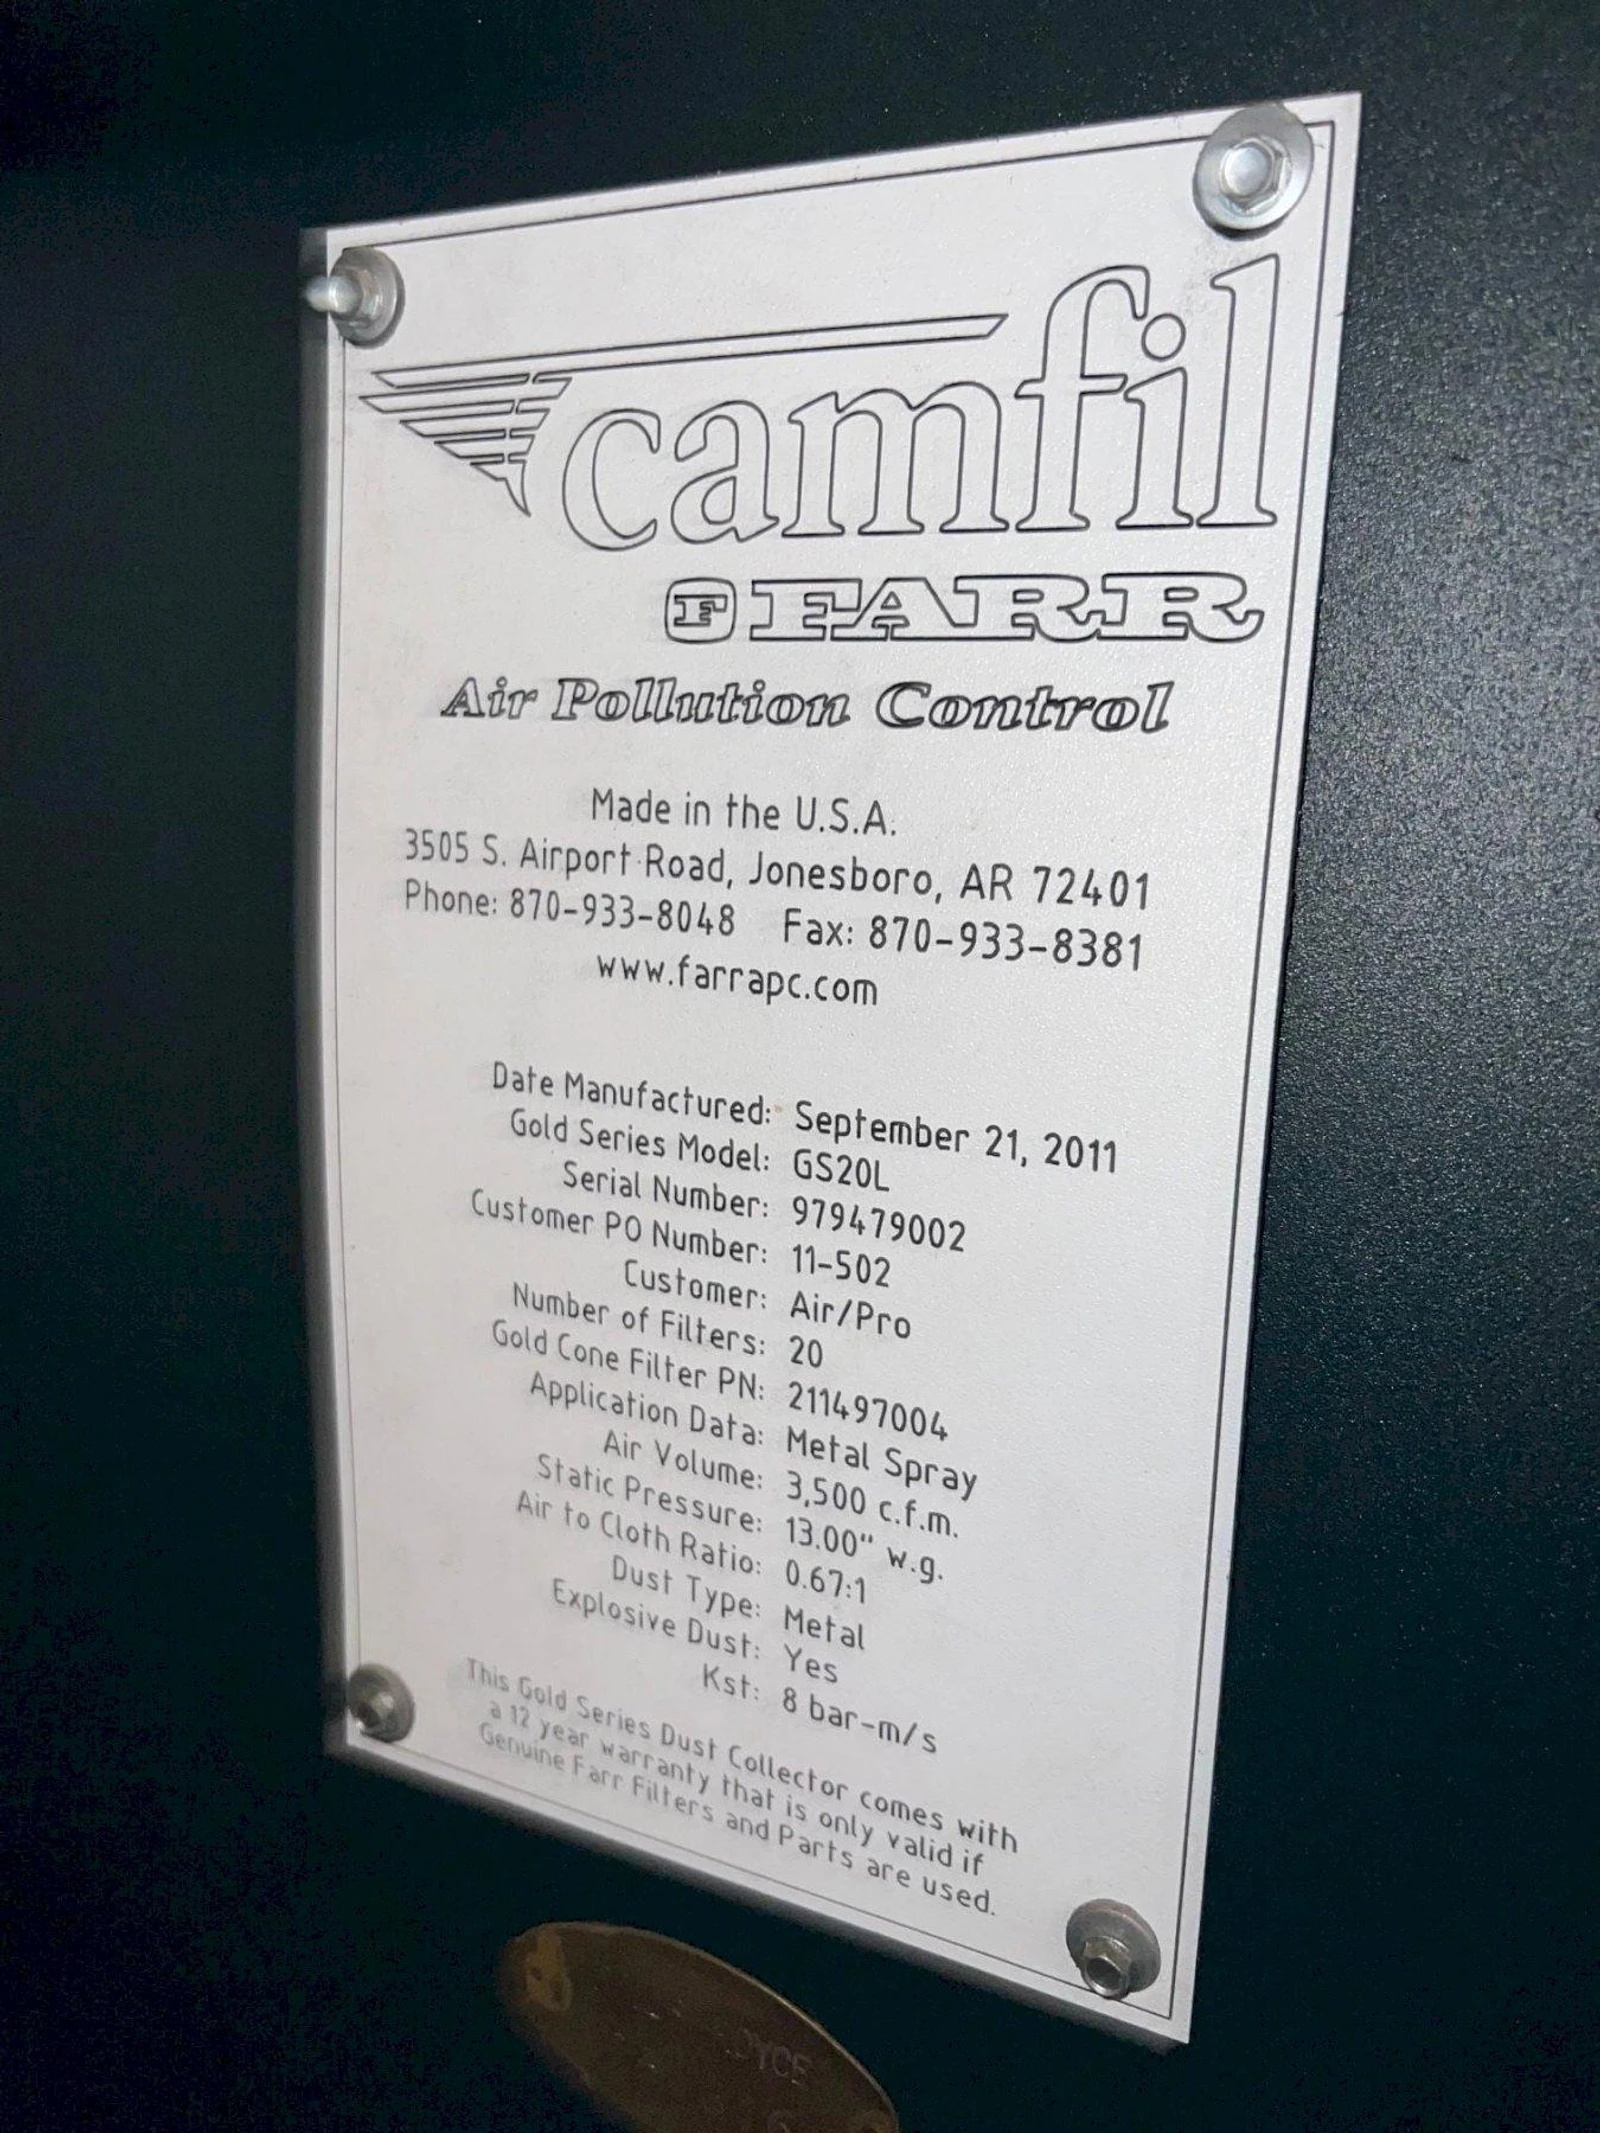 camfil
F FARR
Air Pollution Control
Made in the U.S.A.
3505 S. Airport Road, Jonesboro, AR 72401
Phone: 870-933-8048 Fax: 870-933-8381
www.farrapc.com
Date Manufactured: September 21, 2011
Gold Series Model: GS20L
Serial Number: 979479002
Customer PO Number: 11-502
Customer: Air/Pro
Number of Filters: 20
Gold Cone Filter PN: 211497004
Application Data: Metal Spray
Air Volume: 3,500 c.f.m.
Static Pressure: 13.00" w.g.
Air to Cloth Ratio: 0.67:1
Dust Type: Metal
Explosive Dust: Yes
Kst: 8 bar-m/s
This Gold Series Dust Collector comes with
a 12 year warranty that is only valid if
Genuine Farr Filters and Parts are used.